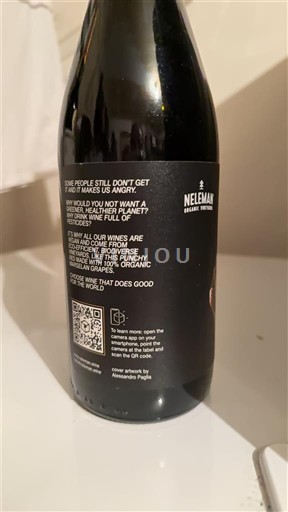 SOME PEOPLE STILL DON'T GET
IT AND IT MAKES US ANGRY.
WHY WOULD YOU NOT WANT A
GREENER, HEALTHIER PLANET?
WHY DRINK WINE FULL OF
PESTICIDES?
IT'S WHY ALL OUR WINES ARE
VEGAN AND COME FROM
ECO-EFFICIENT, BIODIVERSE
VINEYARDS, LIKE THIS PUNCHY
RED MADE WITH 100% ORGANIC
MARSELAN GRAPES.
CHOOSE WINE THAT DOES GOOD
FOR THE WORLD
To learn more: open the
camera app on your
smartphone, point the
camera at the label and
scan the QR code.
cover artwork by
Alessandro Paglia
NELEMAN
ORGANIC VINEYARDS